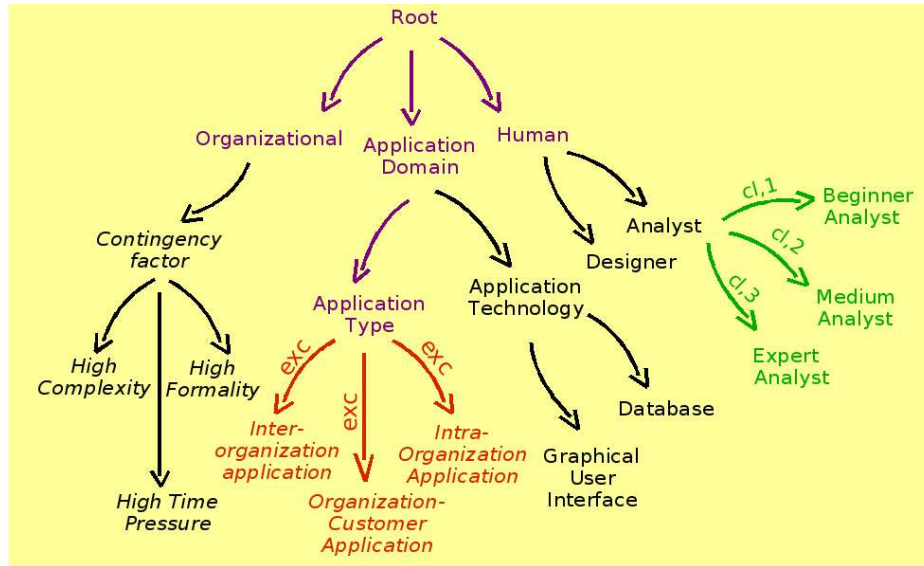 Root
Organizational
Application
Domain
Human
Contingency
factor
Application
Type
Application
Technology
Designer
Analyst
cl,1
cl,2
cl,3
Beginner
Analyst
Medium
Analyst
Expert
Analyst
High
Complexity
High
Formality
High Time
Pressure
exc
exc
exc
Inter-
organization
application
Organization-
Customer
Application
Intra-
Organization
Application
Graphical
User
Interface
Database